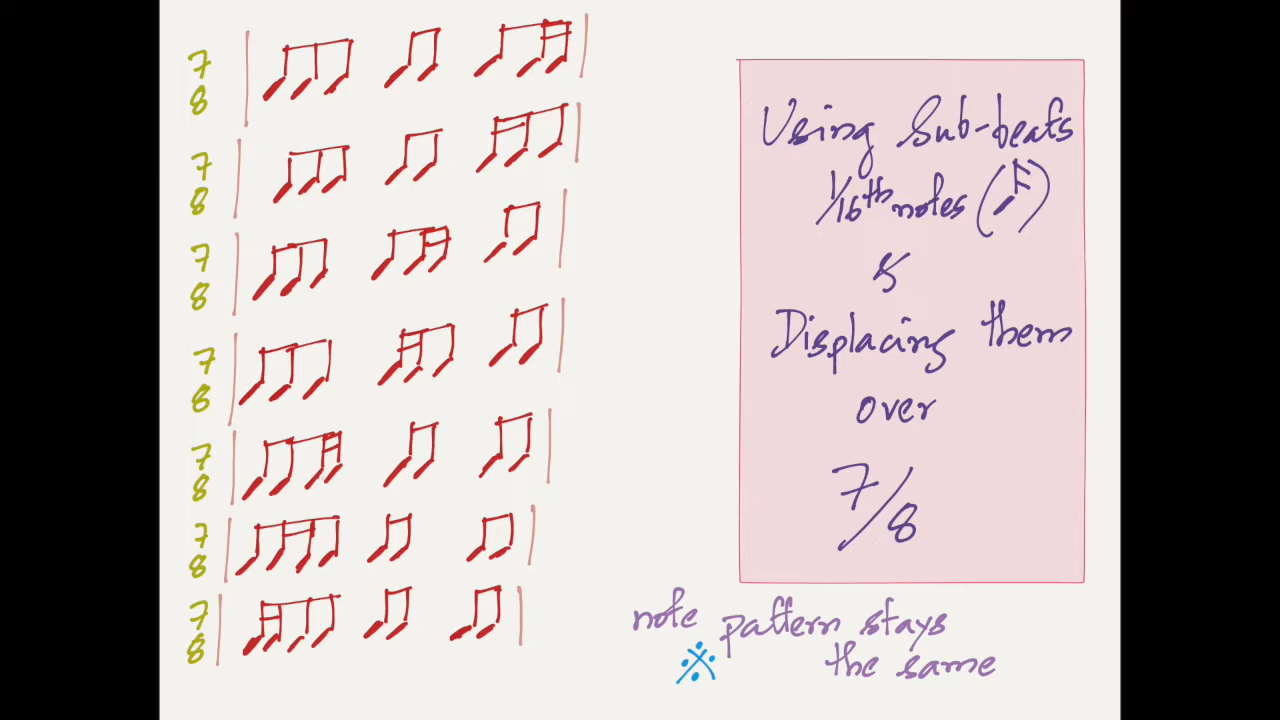 7
8
7
8
7
8
7
8
7
8
7
8
7
8
Using Sub-beats
1/16th notes ( )
&
Displacing them
over
7/8
note pattern stays
the same